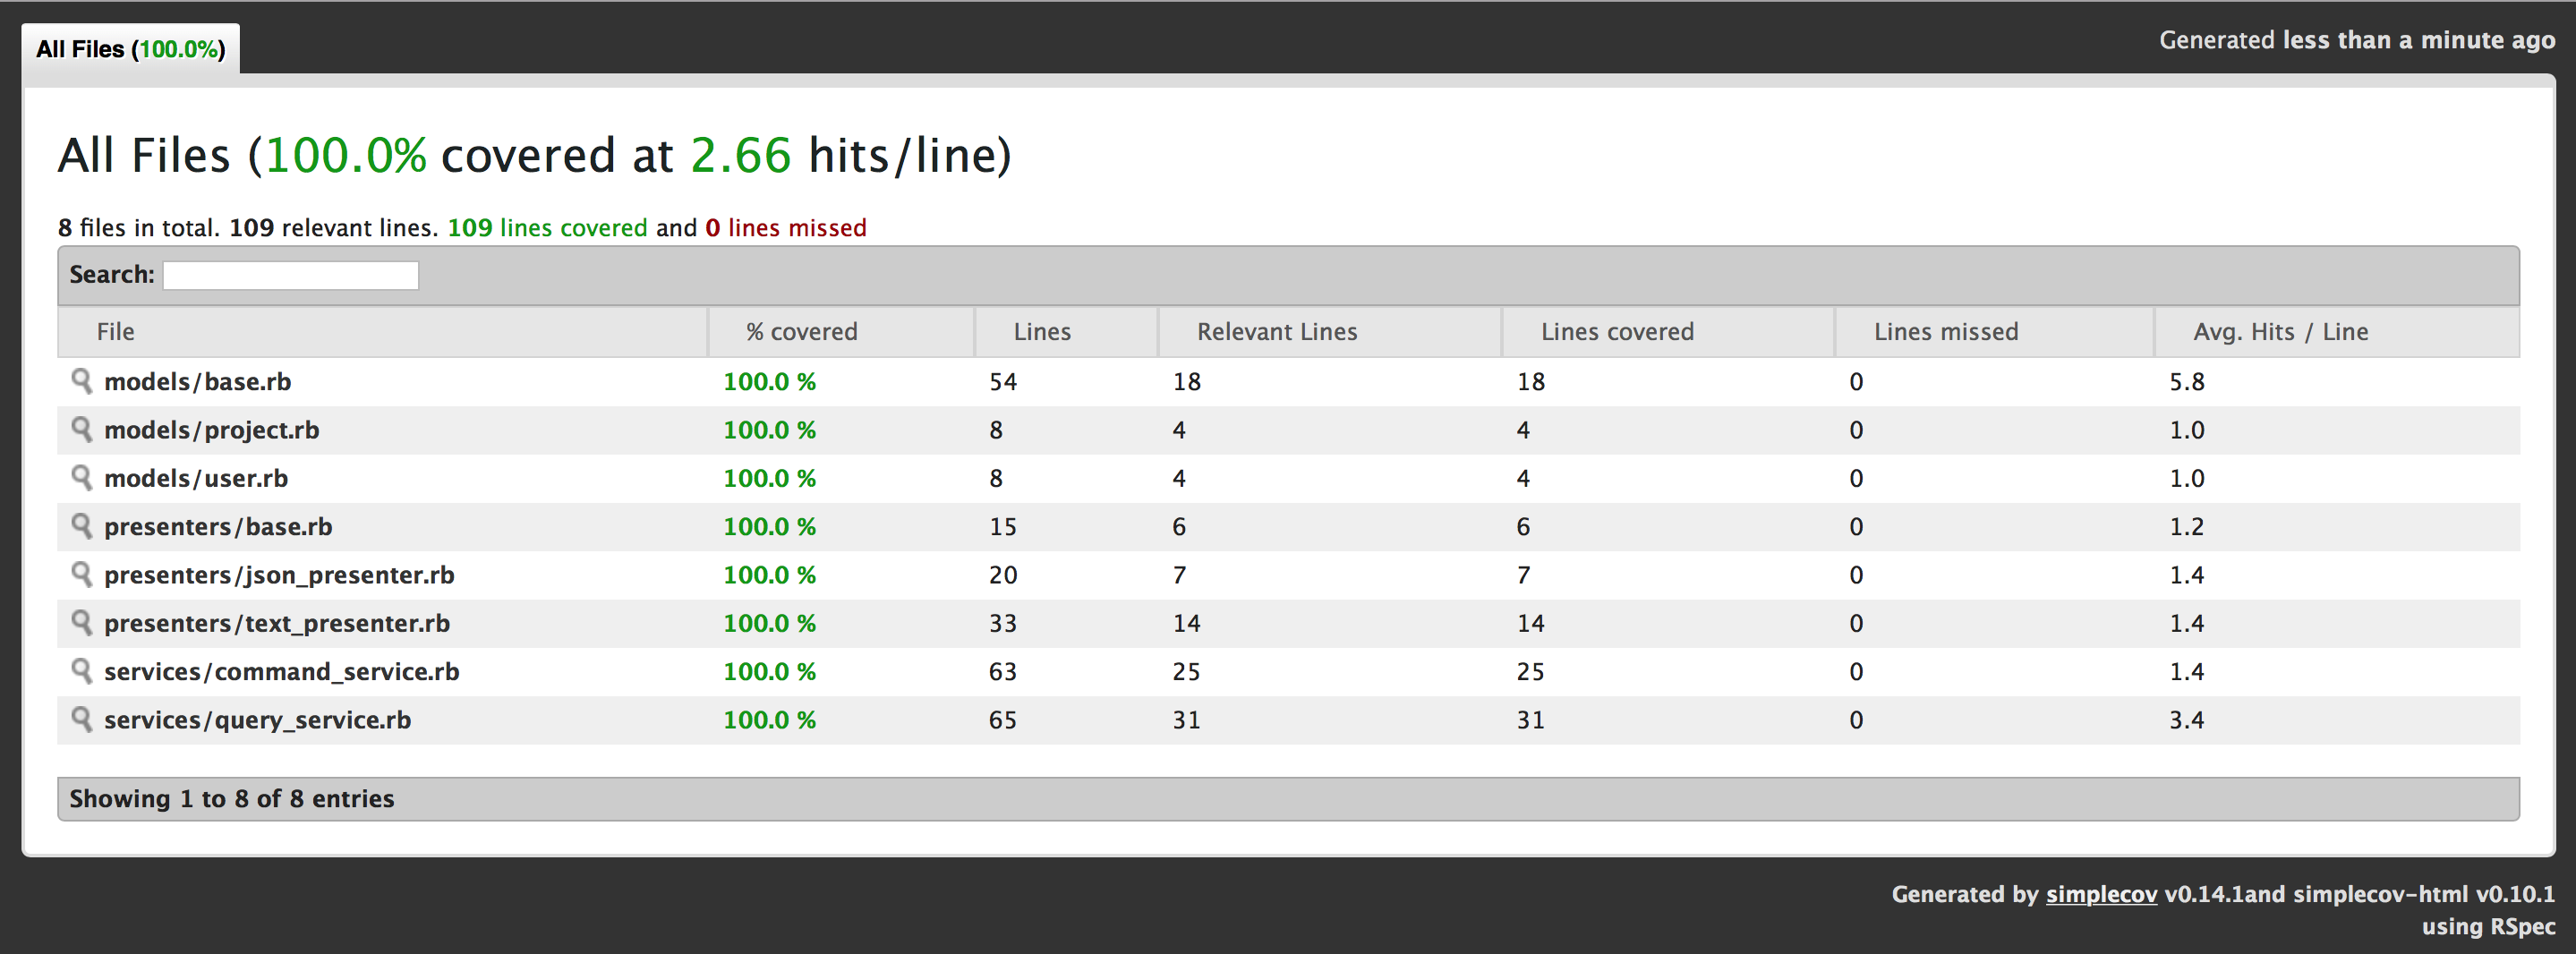 All Files (100.0%)
Generated less than a minute ago
All Files (100.0% covered at 2.66 hits/line)
8 files in total. 109 relevant lines. 109 lines covered and 0 lines missed
Search:
File % covered Lines Relevant Lines Lines covered Lines missed Avg. Hits / Line
models/base.rb 100.0 % 54 18 18 0 5.8
models/project.rb 100.0 % 8 4 4 0 1.0
models/user.rb 100.0 % 8 4 4 0 1.0
presenters/base.rb 100.0 % 15 6 6 0 1.2
presenters/json_presenter.rb 100.0 % 20 7 7 0 1.4
presenters/text_presenter.rb 100.0 % 33 14 14 0 1.4
services/command_service.rb 100.0 % 63 25 25 0 1.4
services/query_service.rb 100.0 % 65 31 31 0 3.4
Showing 1 to 8 of 8 entries
Generated by simplecov v0.14.1and simplecov-html v0.10.1
using RSpec